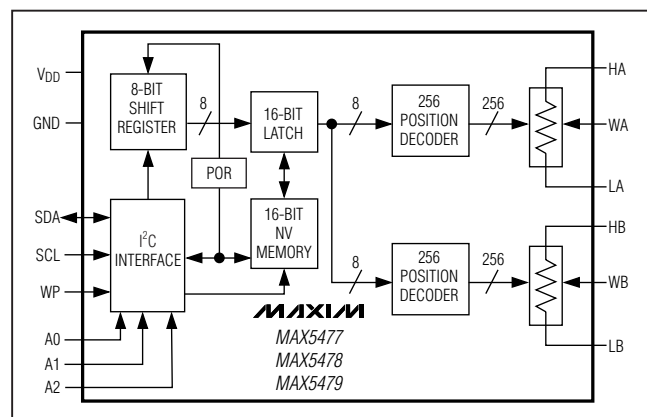 VDD
GND
SDA
SCL
WP
A0
A1
A2
8-BIT
SHIFT
REGISTER
8
16-BIT
LATCH
POR
I²C
INTERFACE
16-BIT
NV
MEMORY
8
256
POSITION
DECODER
256
HA
WA
LA
8
256
POSITION
DECODER
256
HB
WB
LB
MAXIM
MAX5477
MAX5478
MAX5479